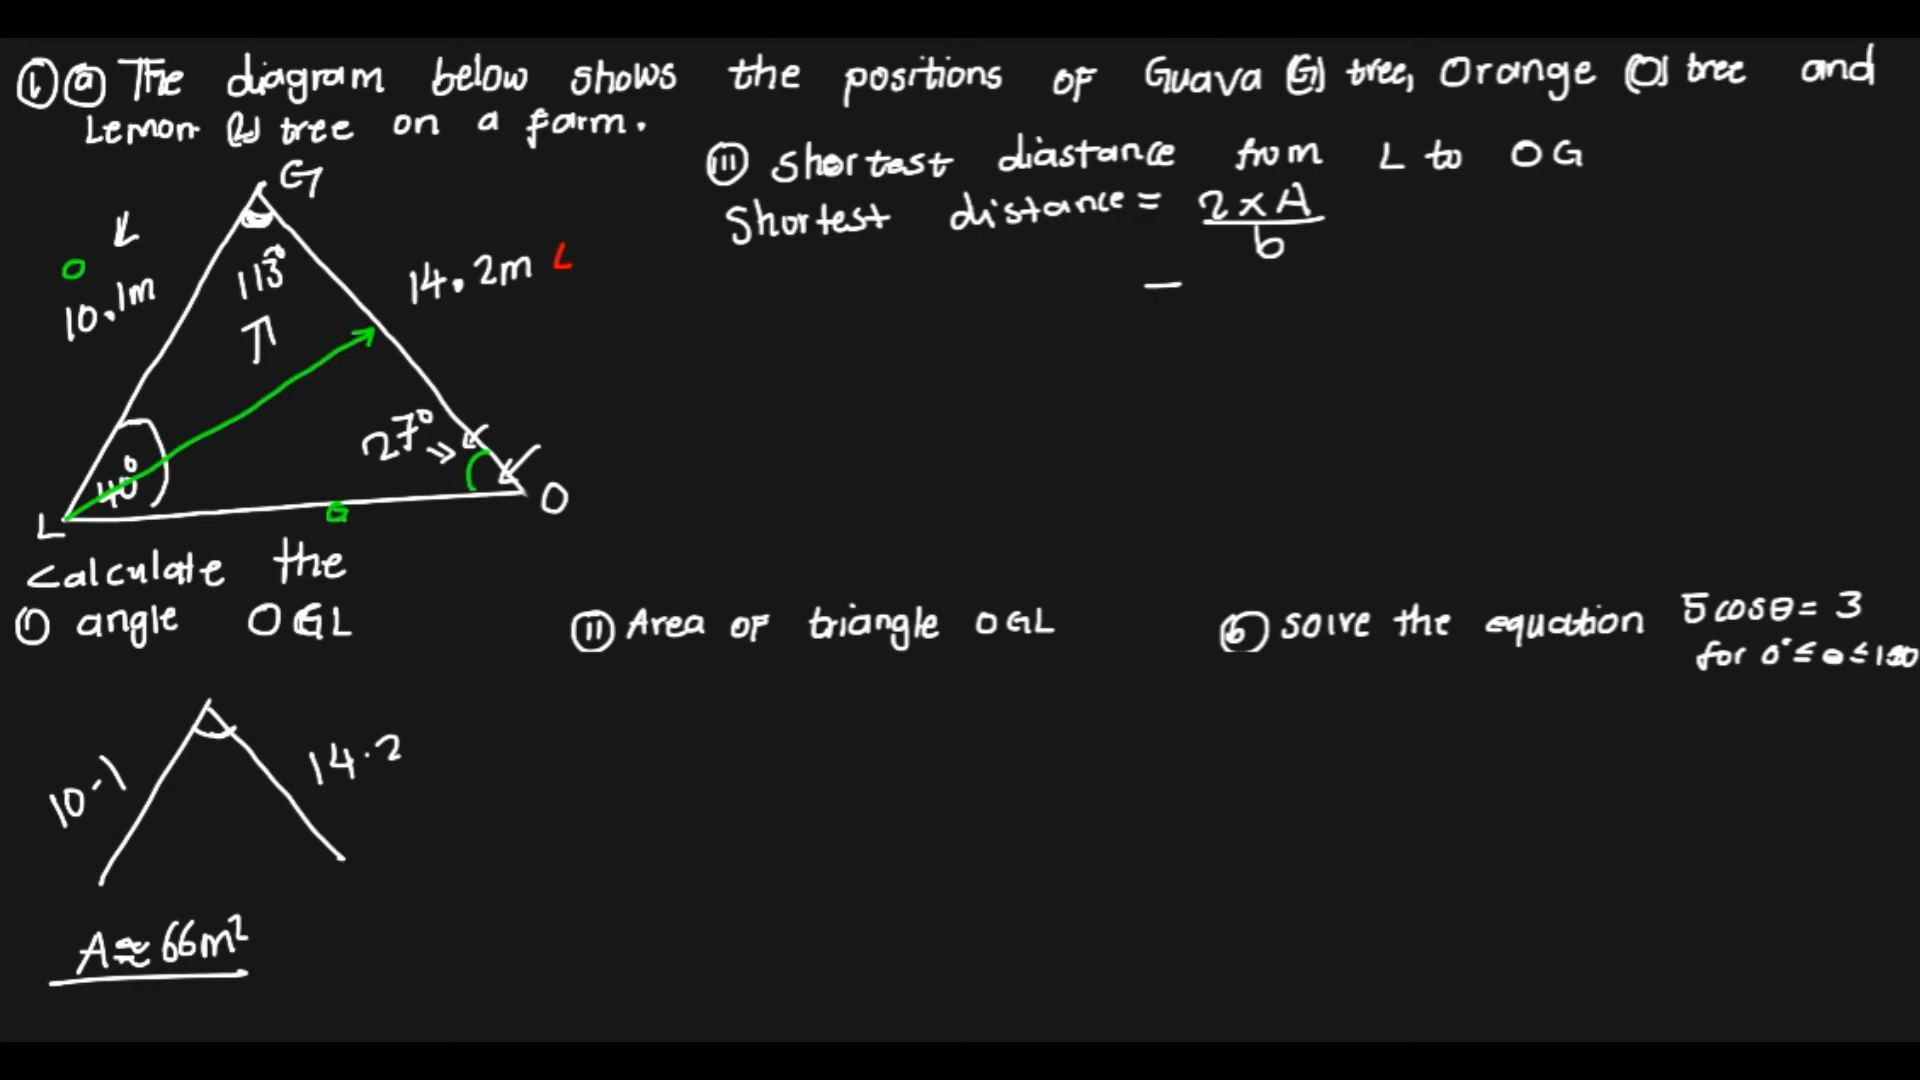 ① ⓐ The diagram below shows the positions of Guava (G) tree, Orange (O) tree and
Lemon (L) tree on a farm.
G
L
O
10.1m
113°
14.2m L
27°
40°
L
G
O
(iii) Shortest diastance from L to OG
Shortest distance = 2×A
b
Calculate the
(i) angle OGL
(ii) Area of triangle OGL
ⓑ solve the equation 5cosθ= 3
for 0°≤θ≤180
10.1
14.2
A≈66m²